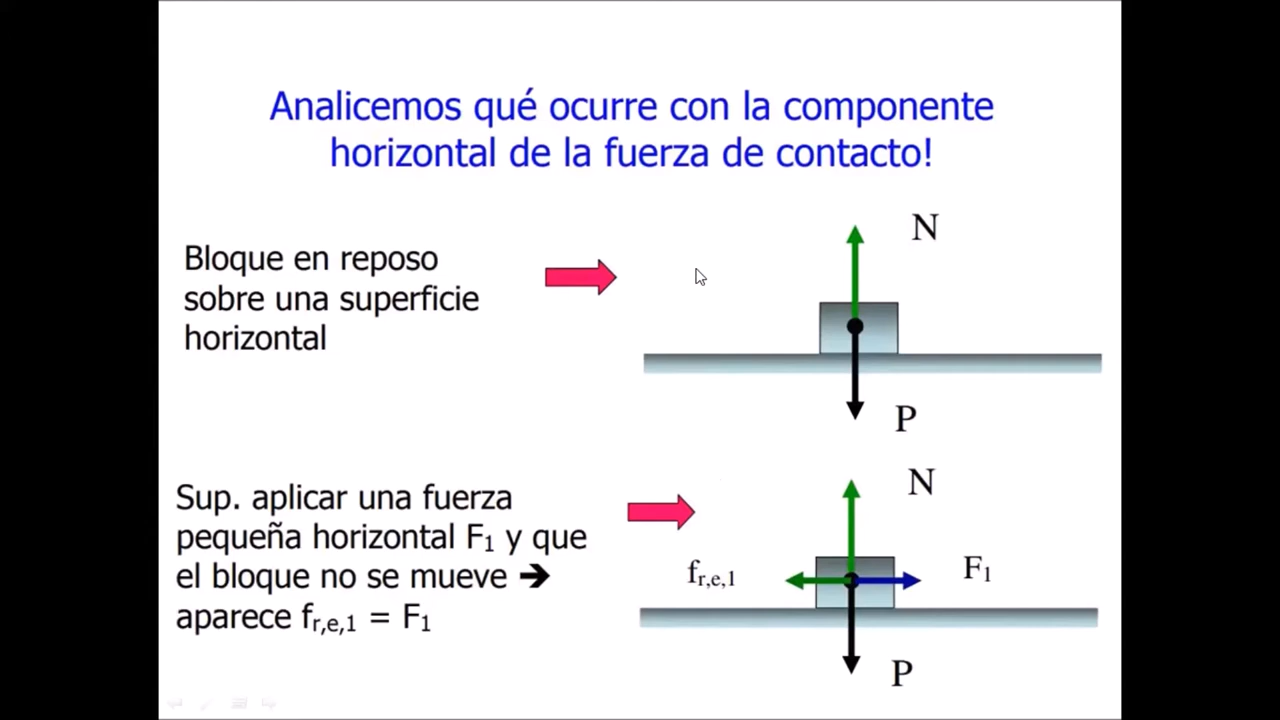 Analicemos qué ocurre con la componente
horizontal de la fuerza de contacto!
Bloque en reposo
sobre una superficie
horizontal
N
P
Sup. aplicar una fuerza
pequeña horizontal F₁ y que
el bloque no se mueve ➔
aparece fᵣ,ₑ,₁ = F₁
N
fᵣ,ₑ,₁
F₁
P